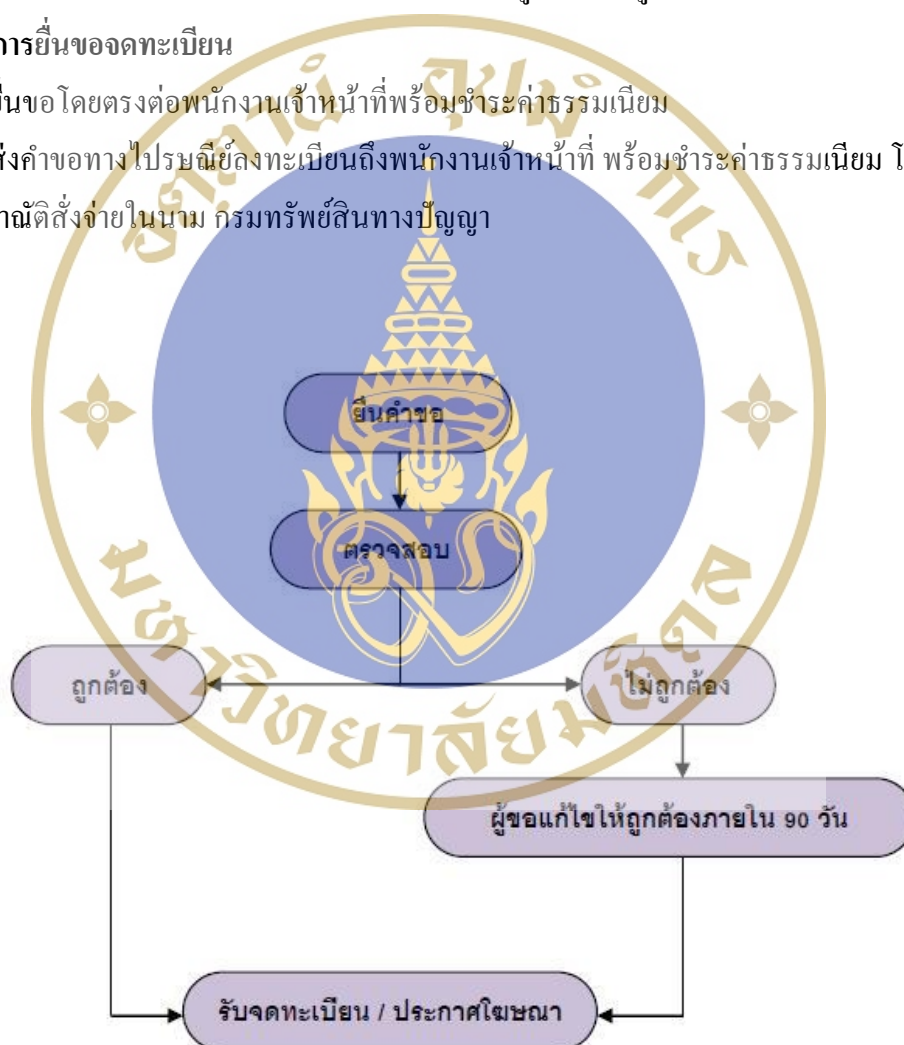 การยื่นขอจดทะเบียน
ยื่นขอโดยตรงต่อพนักงานเจ้าหน้าที่พร้อมชำระค่าธรรมเนียม
ส่งคำขอทางไปรษณีย์ลงทะเบียนถึงพนักงานเจ้าหน้าที่ พร้อมชำระค่าธรรมเนียม
สั่งจ่ายในนาม กรมทรัพย์สินทางปัญญา
อตฺตานํ อุปมํ กเร
ยื่นคำขอ
ตรวจสอบ
ถูกต้อง
ไม่ถูกต้อง
ผู้ขอแก้ไขให้ถูกต้องภายใน 90 วัน
รับจดทะเบียน / ประกาศโฆษณา
มหาวิทยาลัยมหิดล